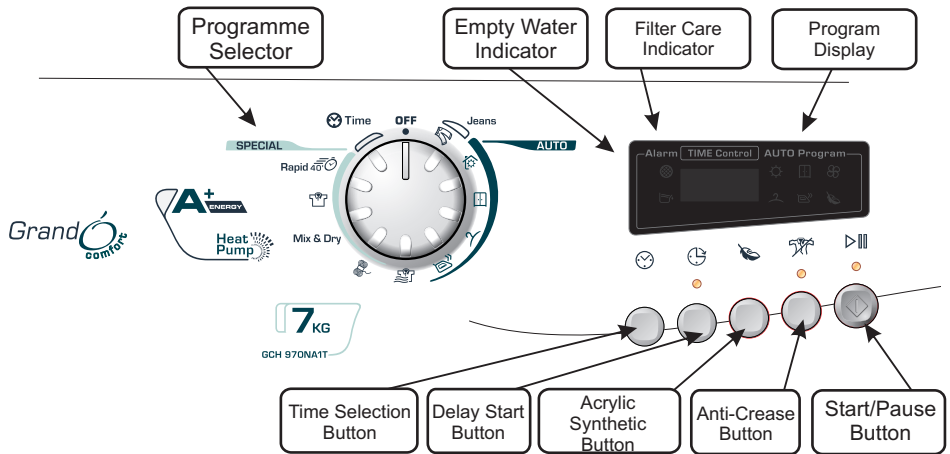 Programme
Selector
Empty Water
Indicator
Filter Care
Indicator
Program
Display
Time
OFF
Jeans
SPECIAL
AUTO
Rapid 40'
Mix & Dry
Alarm
TIME Control
AUTO Program
Grand Ó
comfort
A+
ENERGY
Heat
Pump
7 KG
GCH 970NA1T
Time Selection
Button
Delay Start
Button
Acrylic
Synthetic
Button
Anti-Crease
Button
Start/Pause
Button